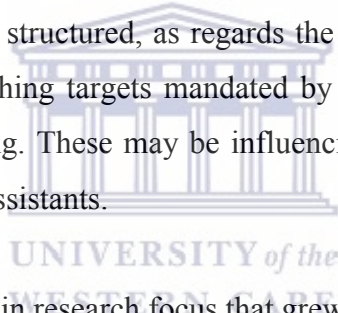 structured, as regards the
hing targets mandated by
g. These may be influenci
ssistants.
UNIVERSITY of the
WESTERN CAPE
in research focus that grew